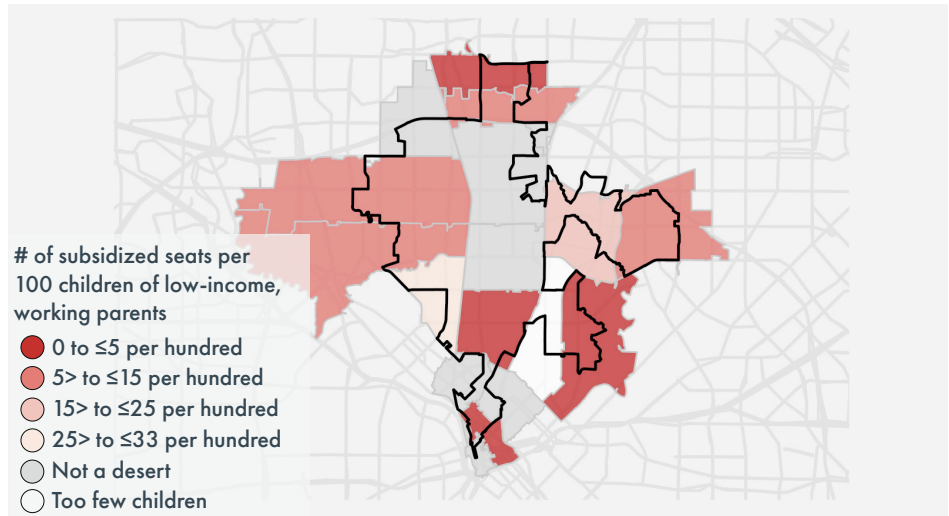 # of subsidized seats per
100 children of low-income,
working parents
0 to ≤5 per hundred
5> to ≤15 per hundred
15> to ≤25 per hundred
25> to ≤33 per hundred
Not a desert
Too few children